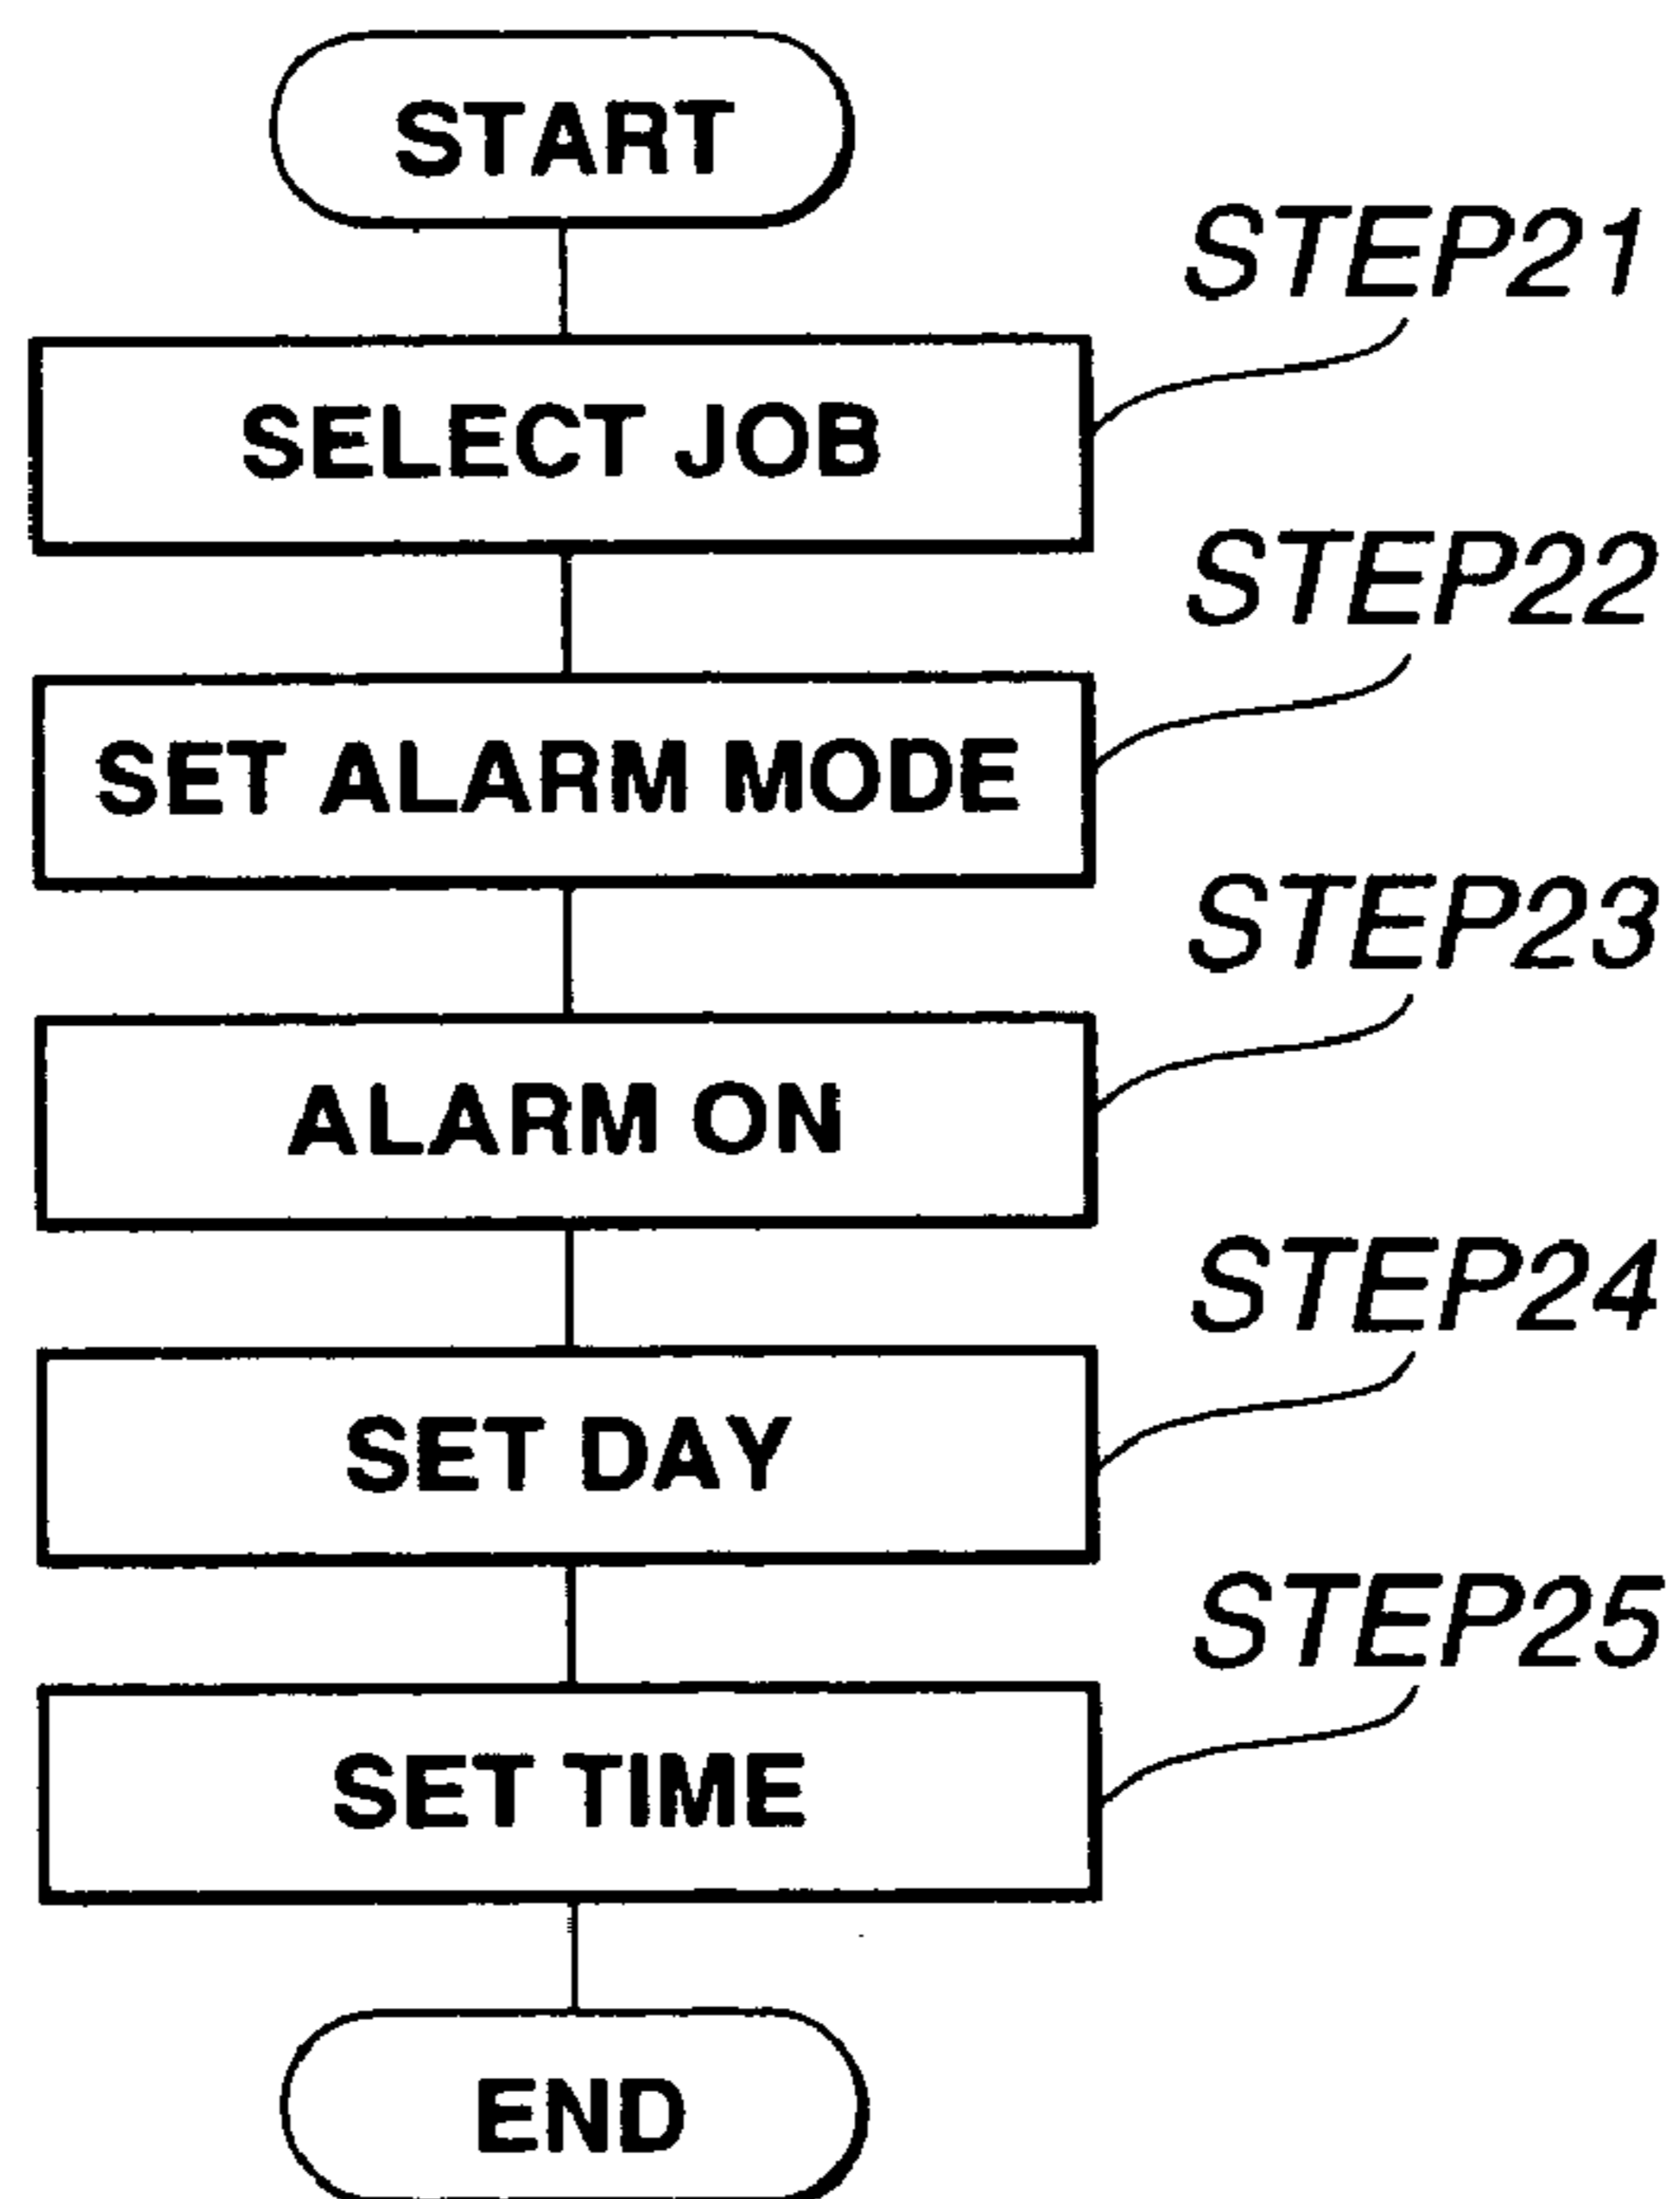 START
STEP21
SELECT JOB
STEP22
SET ALARM MODE
STEP23
ALARM ON
STEP24
SET DAY
STEP25
SET TIME
END